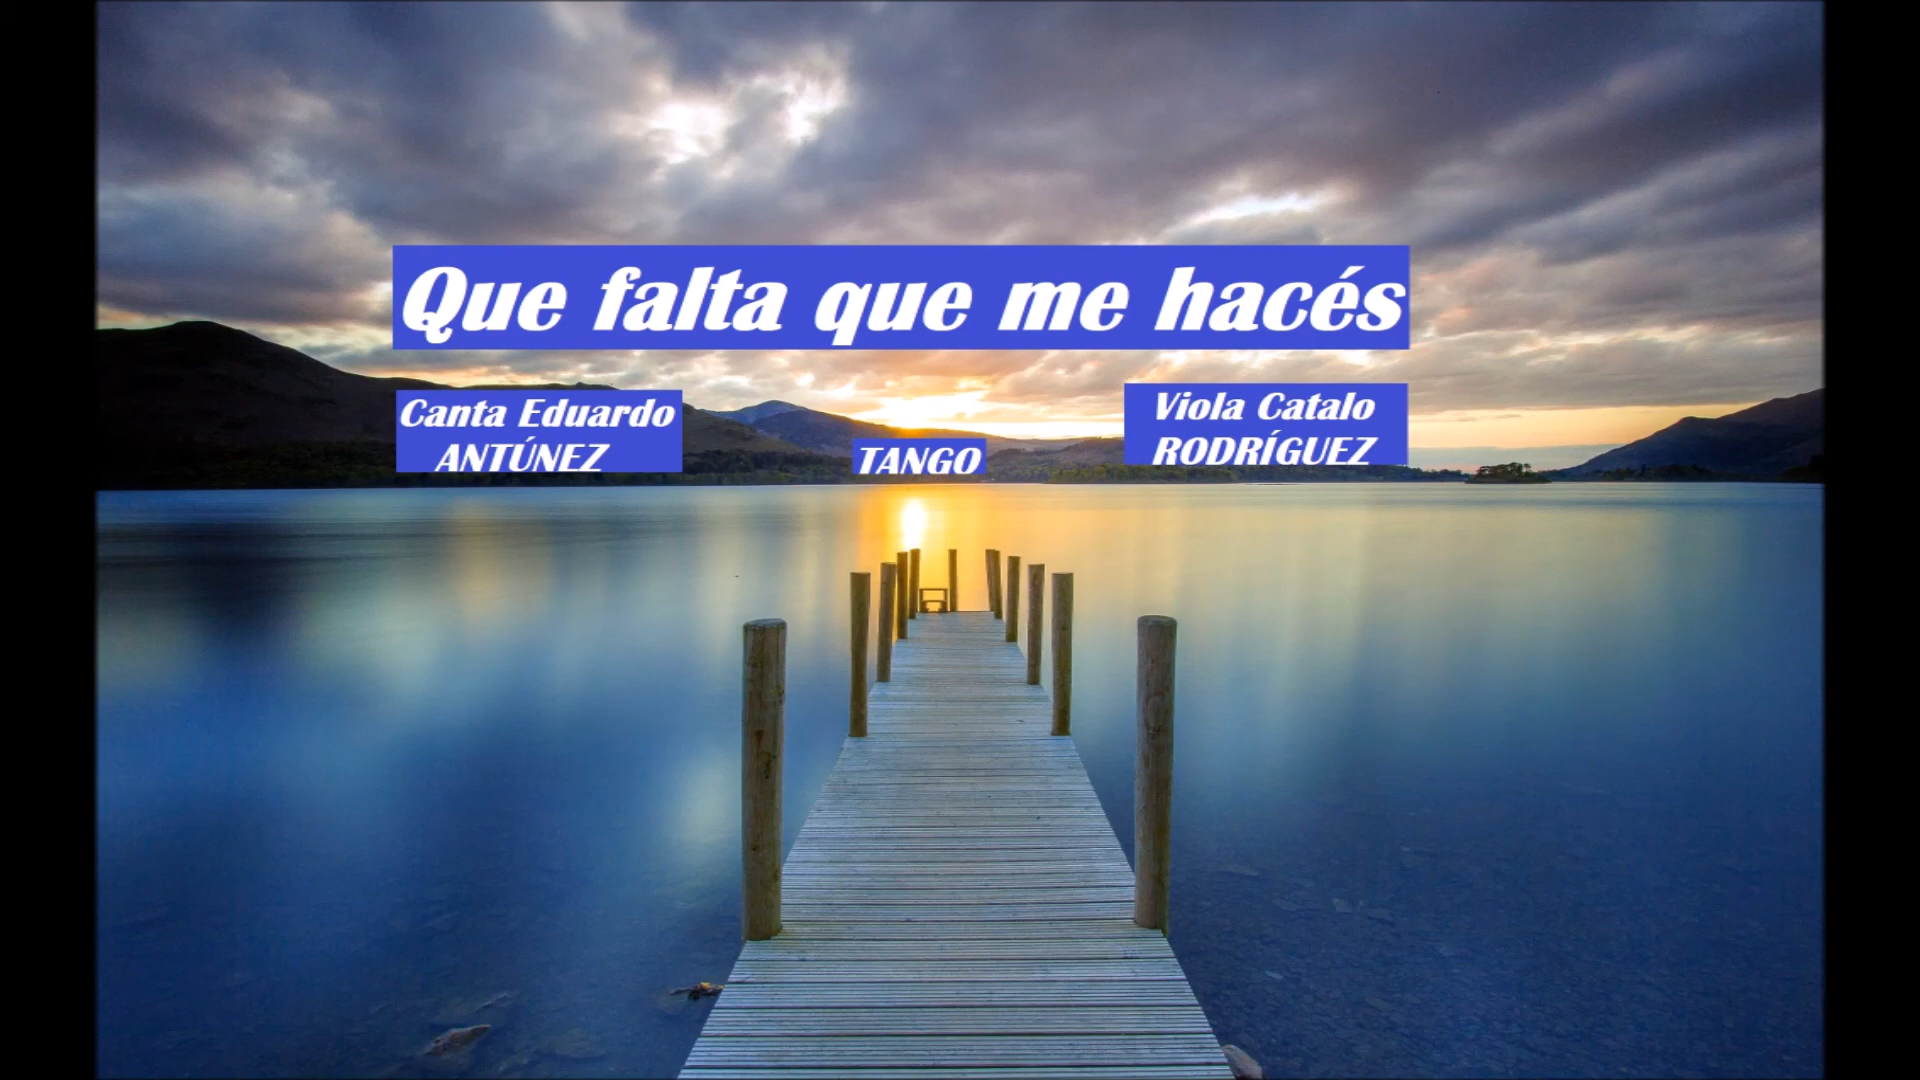 Que falta que me hacés
Canta Eduardo
ANTÚNEZ
TANGO
Viola Catalo
RODRÍGUEZ